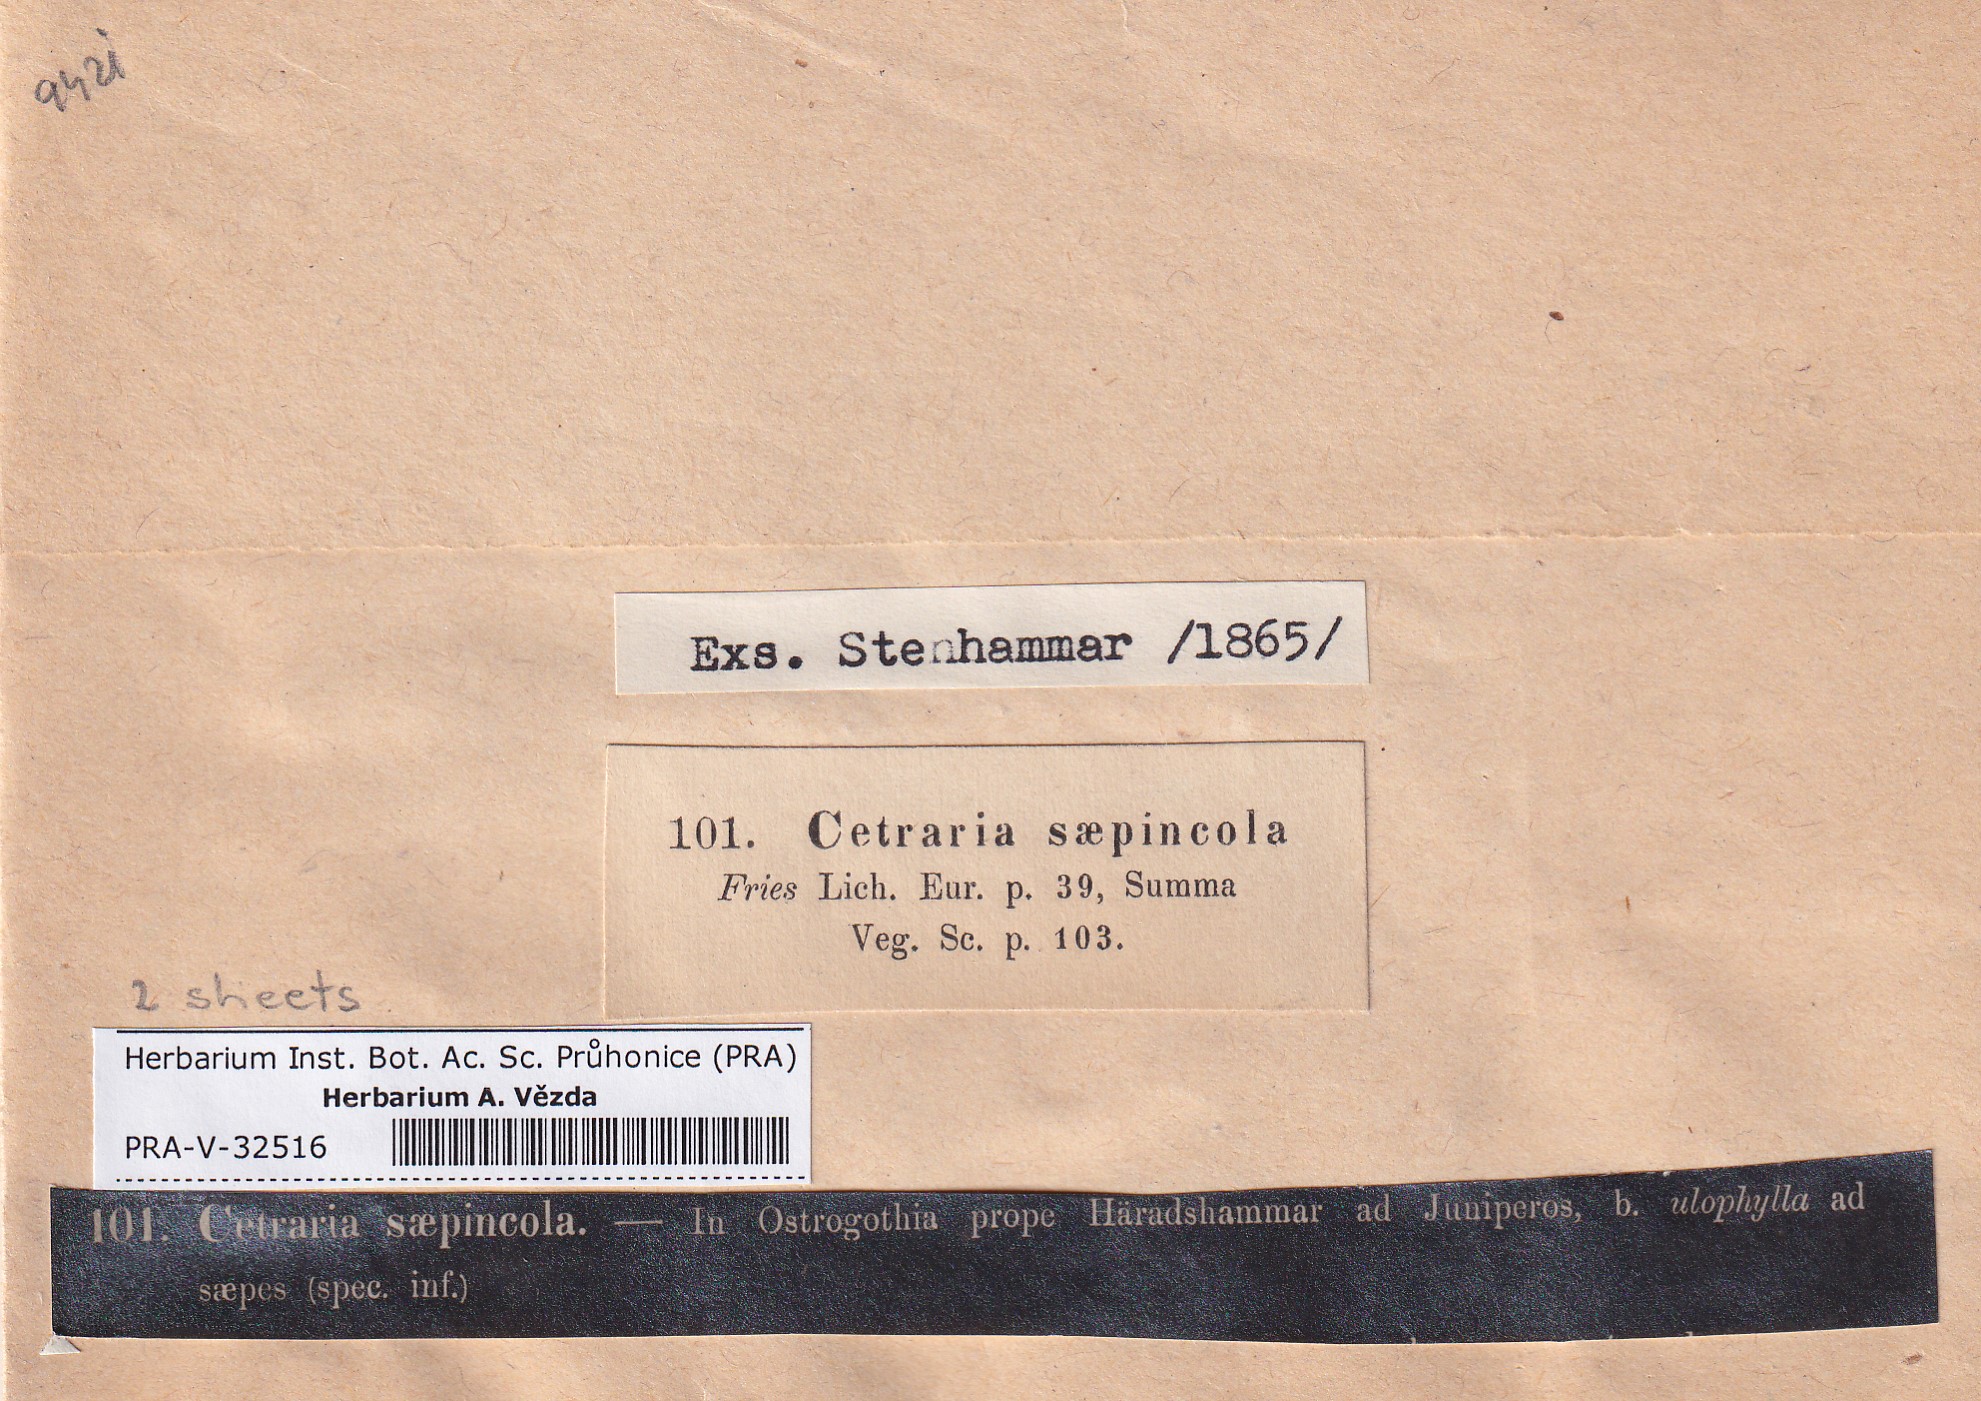 Exs. Stenhammar /1865/
101. Cetraria sæpincola
Fries Lich. Eur. p. 39, Summa
Veg. Sc. p. 103.
2 sheets
Herbarium Inst. Bot. Ac. Sc. Průhonice (PRA)
Herbarium A. Vězda
PRA-V-32516
101. Cetraria sæpincola. — In Ostrogothia prope Häradshammar ad Juniperos, b. ulophylla ad
sæpes (spec. inf.)